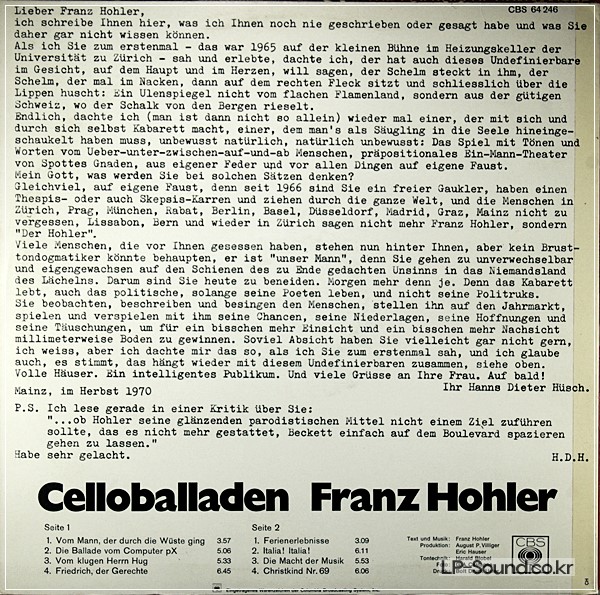 Lieber Franz Hohler,
CBS 64 246
ich schreibe Ihnen hier, was ich Ihnen noch nie geschrieben oder gesagt habe und was Sie
daher gar nicht wissen können.
Als ich Sie zum erstenmal - das war 1965 auf der kleinen Bühne im Heizungskeller der
Universität zu Zürich - sah und erlebte, dachte ich, der hat auch dieses Undefinierbare
im Gesicht, auf dem Haupt und im Herzen, will sagen, der Schelm steckt in ihm, der
Schelm, der mal im Nacken, dann auf dem rechten Fleck sitzt und schliesslich über die
Lippen huscht: Ein Ulenspiegel nicht vom flachen Flamenland, sondern aus der gütigen
Schweiz, wo der Schalk von den Bergen rieselt.
Endlich, dachte ich (man ist dann nicht so allein) wieder mal einer, der mit sich und
durch sich selbst Kabarett macht, einer, dem man's als Säugling in die Seele hineinge-
schaukelt haben muss, unbewusst natürlich, natürlich unbewusst: Das Spiel mit Tönen und
Worten von Ueber-unter-zwischen-auf-und-ab Menschen, präpositionales Ein-Mann-Theater
von Spottes Gnaden, aus eigener Feder und vor allen Dingen auf eigene Faust.
Mein Gott, was werden Sie bei solchen Sätzen denken?
Gleichviel, auf eigene Faust, denn seit 1966 sind Sie ein freier Gaukler, haben einen
Thespis- oder auch Skepsis-Karren und ziehen durch die ganze Welt, und die Menschen in
Zürich, Prag, München, Rabat, Berlin, Basel, Düsseldorf, Madrid, Graz, Mainz nicht zu
vergessen, Lissabon, Bern und wieder in Zürich sagen nicht mehr Franz Hohler, sondern
"Der Hohler".
Viele Menschen, die vor Ihnen gesessen haben, stehen nun hinter Ihnen, aber kein Brust-
tondogmatiker könnte behaupten, er ist "unser Mann", denn Sie gehen zu unverwechselbar
und eigengewachsen auf den Schienen des zu Ende gedachten Unsinns in das Niemandsland
des Lächelns. Darum sind Sie heute zu beneiden. Morgen mehr denn je. Denn das Kabarett
lebt, auch das politische, solange seine Poeten leben, und nicht seine Politruks.
Sie beobachten, beschreiben und besingen den Menschen, stellen ihn auf den Jahrmarkt,
spielen und verspielen mit ihm seine Chancen, seine Niederlagen, seine Hoffnungen und
seine Täuschungen, um für ein bisschen mehr Einsicht und ein bisschen mehr Nachsicht
millimeterweise Boden zu gewinnen. Soviel Absicht haben Sie vielleicht gar nicht gern,
ich weiss, aber ich dachte mir das so, als ich Sie zum erstenmal sah, und ich glaube
auch, es stimmt, das hängt wieder mit diesem Undefinierbaren zusammen, siehe oben.
Volle Häuser. Ein intelligentes Publikum. Und viele Grüsse an Ihre Frau. Auf bald!
Mainz, im Herbst 1970
Ihr Hanns Dieter Hüsch.
P.S. Ich lese gerade in einer Kritik über Sie:
"...ob Hohler seine glänzenden parodistischen Mittel nicht einem Ziel zuführen
sollte, das es nicht mehr gestattet, Beckett einfach auf dem Boulevard spazieren
gehen zu lassen."
Habe sehr gelacht.
H.D.H.
Celloballaden Franz Hohler
Seite 1
1. Vom Mann, der durch die Wüste ging 3.57
2. Die Ballade vom Computer pX 5.06
3. Vom klugen Herrn Hug 5.33
4. Friedrich, der Gerechte 6.45
Seite 2
1. Ferienerlebnisse 3.09
2. Italia! Italia! 6.11
3. Die Macht der Musik 5.53
4. Christkind Nr. 69 6.06
Text und Musik: Franz Hohler
Produktion: August P. Villiger
Eric Hauser
Tontechnik: Harald Blobel
CBS
LP-Sound.co.kr
Eingetragenes Warenzeichen der Columbia Broadcasting System, Inc.